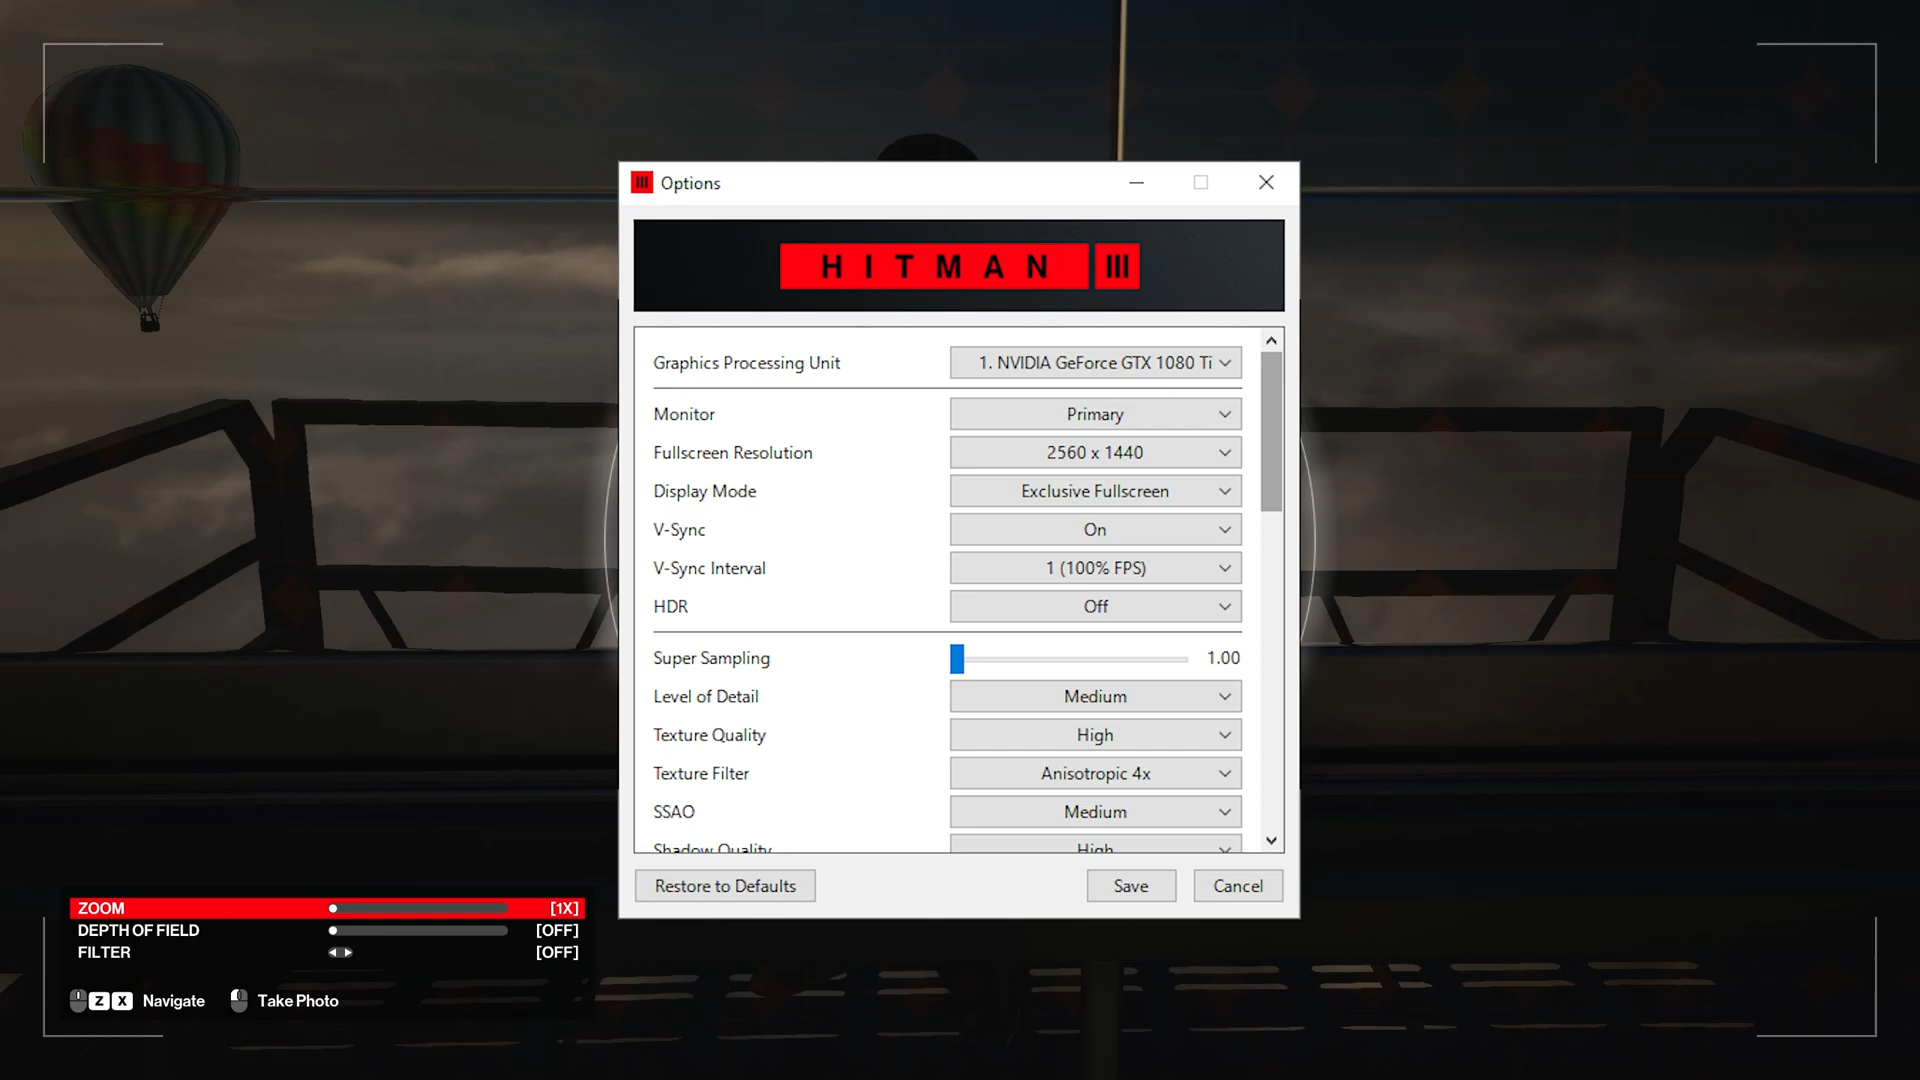 Options
HITMAN III
Graphics Processing Unit 1. NVIDIA GeForce GTX 1080 Ti
Monitor Primary
Fullscreen Resolution 2560 x 1440
Display Mode Exclusive Fullscreen
V-Sync On
V-Sync Interval 1 (100% FPS)
HDR Off
Super Sampling 1.00
Level of Detail Medium
Texture Quality High
Texture Filter Anisotropic 4x
SSAO Medium
Shadow Quality High
Restore to Defaults Save Cancel
ZOOM [1X]
DEPTH OF FIELD [OFF]
FILTER [OFF]
Z X Navigate Take Photo